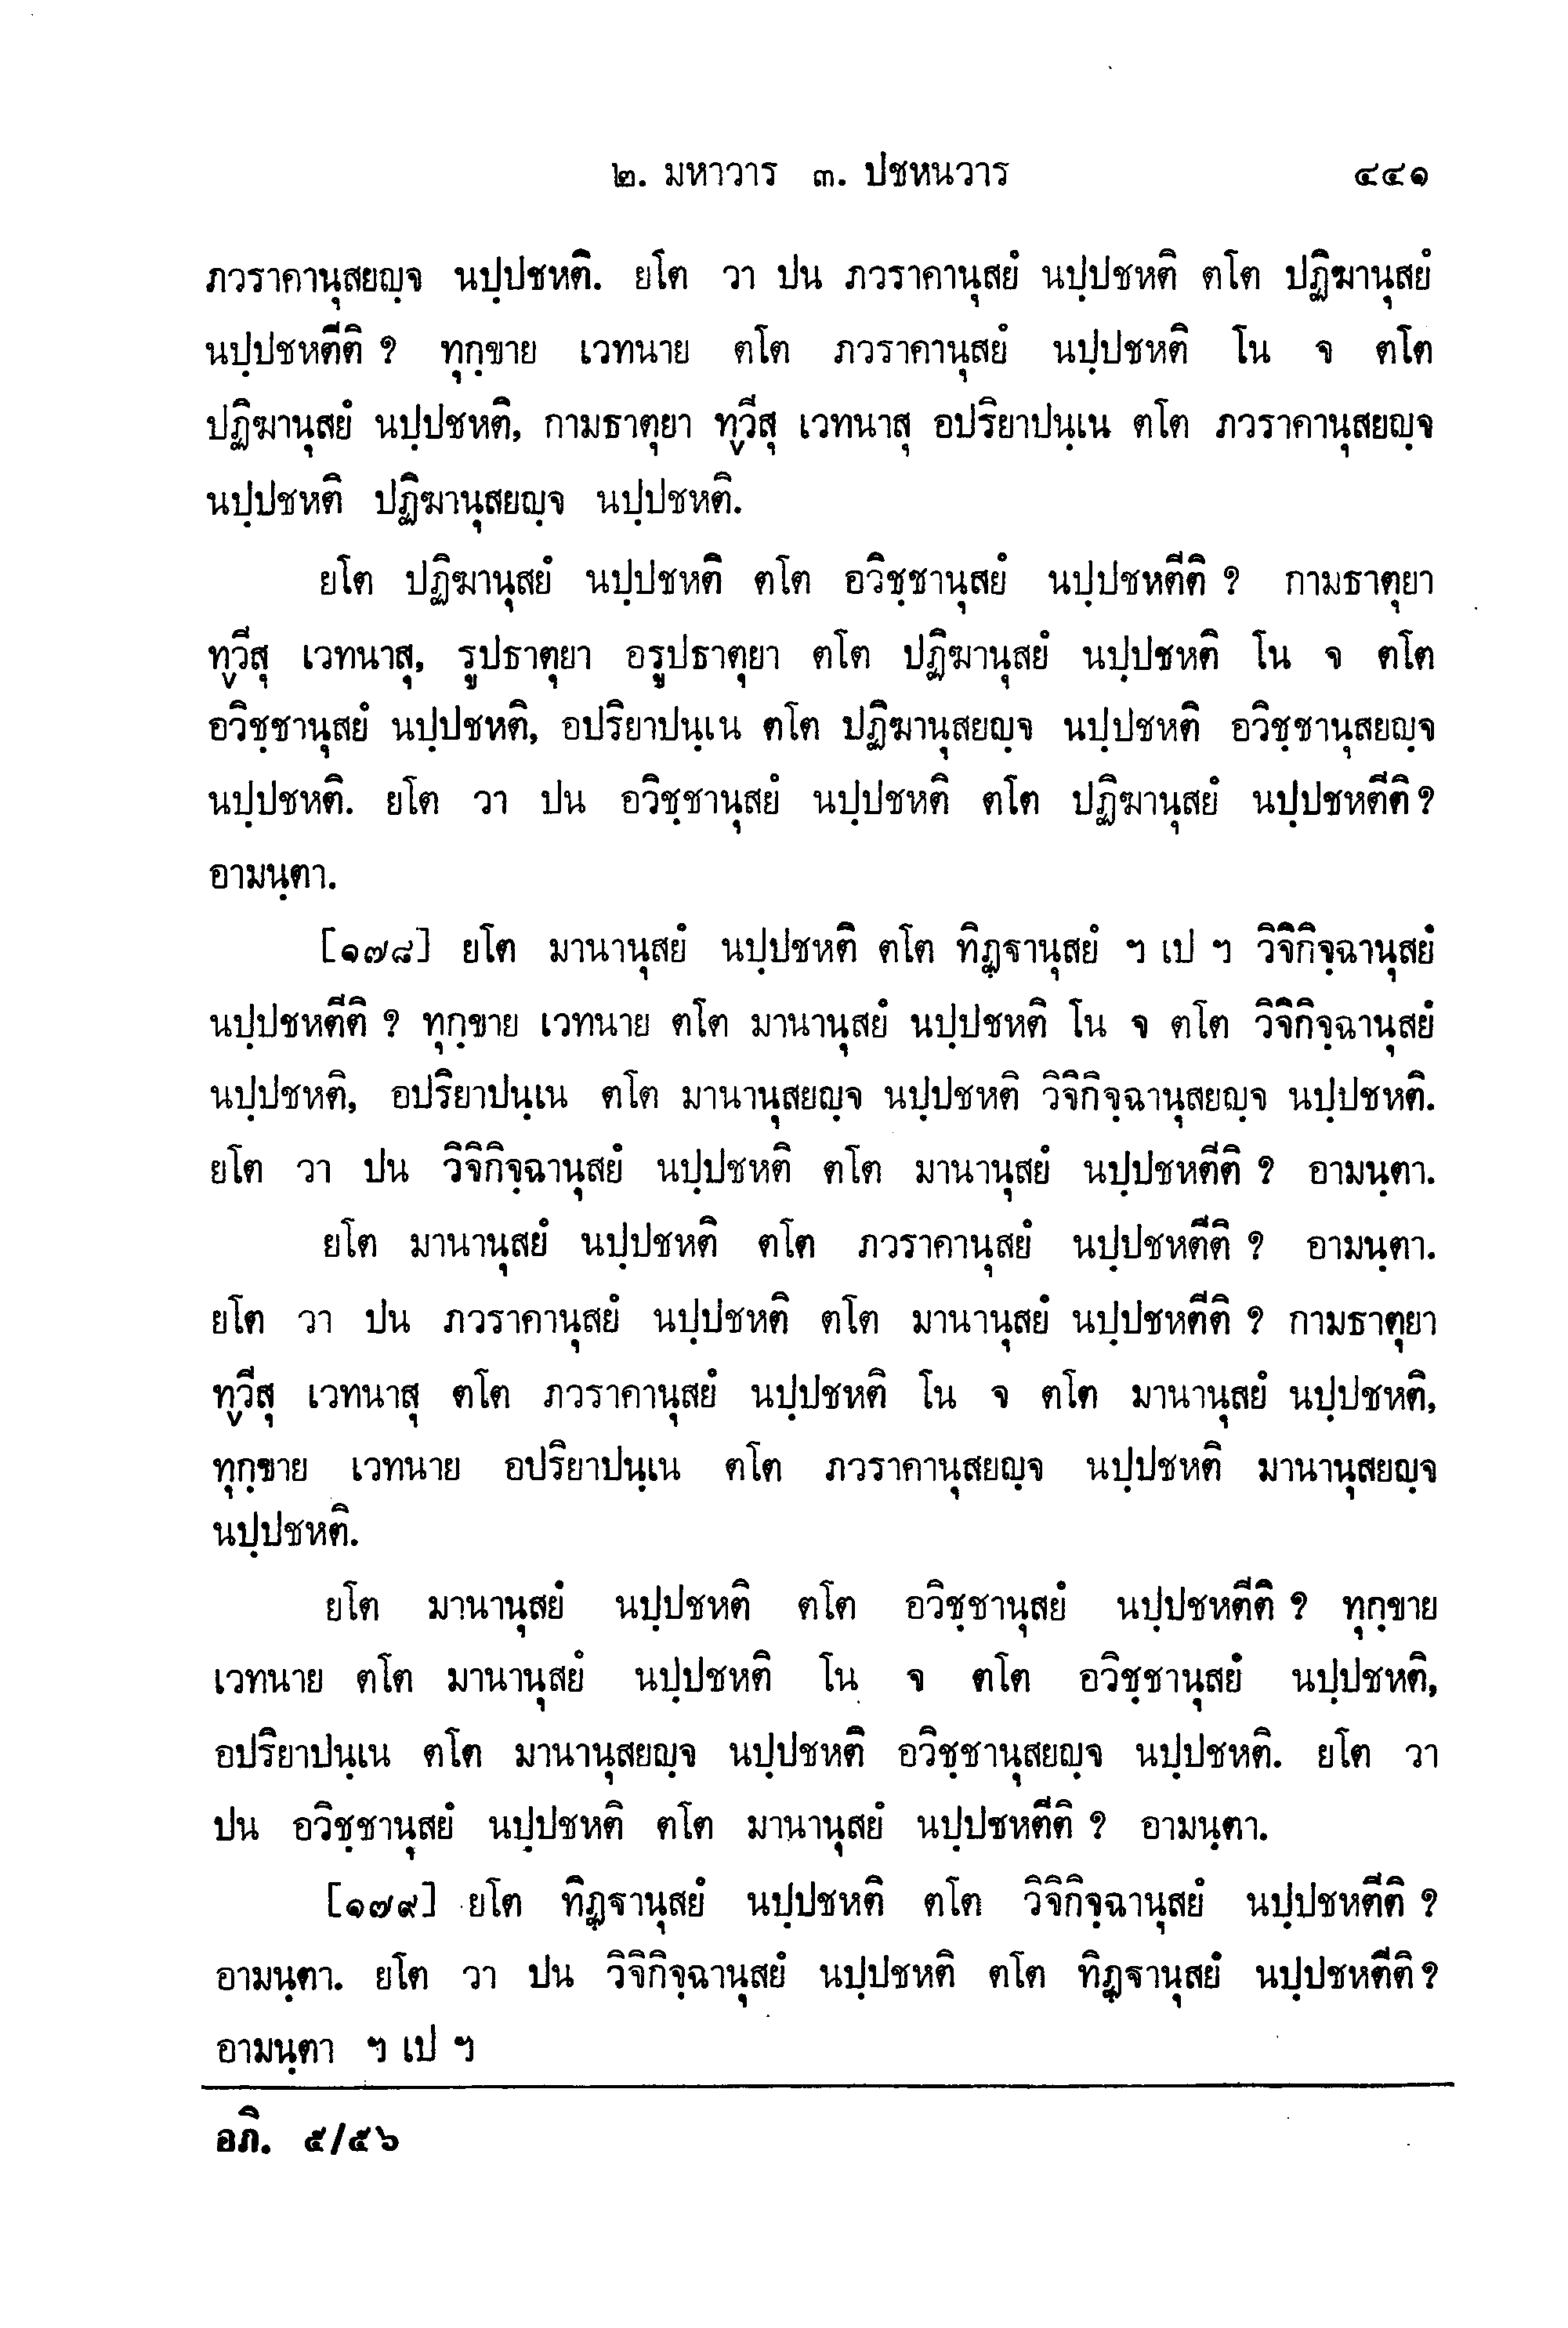 ๒. มหาวาร ๓. ปชหนวาร ๔๔๑
ภวราคานุสยญฺจ นปฺปชหติ. ยโต วา ปน ภวราคานุสยํ นปฺปชหติ ตโต ปฏิฆานุสยํ
นปฺปชหตีติ ? ทุกฺขาย เวทนาย ตโต ภวราคานุสยํ นปฺปชหติ โน จ ตโต
ปฏิฆานุสยํ นปฺปชหติ, กามธาตุยา ทฺวีสุ เวทนาสุ อปริยาปนฺเน ตโต ภวราคานุสยญฺจ
นปฺปชหติ ปฏิฆานุสยญฺจ นปฺปชหติ.
ยโต ปฏิฆานุสยํ นปฺปชหติ ตโต อวิชฺชานุสยํ นปฺปชหตีติ ? กามธาตุยา
ทฺวีสุ เวทนาสุ, รูปธาตุยา อรูปธาตุยา ตโต ปฏิฆานุสยํ นปฺปชหติ โน จ ตโต
อวิชฺชานุสยํ นปฺปชหติ, อปริยาปนฺเน ตโต ปฏิฆานุสยญฺจ นปฺปชหติ อวิชฺชานุสยญฺจ
นปฺปชหติ. ยโต วา ปน อวิชฺชานุสยํ นปฺปชหติ ตโต ปฏิฆานุสยํ นปฺปชหตีติ ?
อามนฺตา.
[๑๗๘] ยโต มานานุสยํ นปฺปชหติ ตโต ทิฏฺฐานุสยํ ฯ เป ฯ วิจิกิจฺฉานุสยํ
นปฺปชหตีติ ? ทุกฺขาย เวทนาย ตโต มานานุสยํ นปฺปชหติ โน จ ตโต วิจิกิจฺฉานุสยํ
นปฺปชหติ, อปริยาปนฺเน ตโต มานานุสยญฺจ นปฺปชหติ วิจิกิจฺฉานุสยญฺจ นปฺปชหติ.
ยโต วา ปน วิจิกิจฺฉานุสยํ นปฺปชหติ ตโต มานานุสยํ นปฺปชหตีติ ? อามนฺตา.
ยโต มานานุสยํ นปฺปชหติ ตโต ภวราคานุสยํ นปฺปชหตีติ ? อามนฺตา.
ยโต วา ปน ภวราคานุสยํ นปฺปชหติ ตโต มานานุสยํ นปฺปชหตีติ ? กามธาตุยา
ทฺวีสุ เวทนาสุ ตโต ภวราคานุสยํ นปฺปชหติ โน จ ตโต มานานุสยํ นปฺปชหติ,
ทุกฺขาย เวทนาย อปริยาปนฺเน ตโต ภวราคานุสยญฺจ นปฺปชหติ มานานุสยญฺจ
นปฺปชหติ.
ยโต มานานุสยํ นปฺปชหติ ตโต อวิชฺชานุสยํ นปฺปชหตีติ ? ทุกฺขาย
เวทนาย ตโต มานานุสยํ นปฺปชหติ โน จ ตโต อวิชฺชานุสยํ นปฺปชหติ,
อปริยาปนฺเน ตโต มานานุสยญฺจ นปฺปชหติ อวิชฺชานุสยญฺจ นปฺปชหติ. ยโต วา
ปน อวิชฺชานุสยํ นปฺปชหติ ตโต มานานุสยํ นปฺปชหตีติ ? อามนฺตา.
[๑๗๙] ยโต ทิฏฺฐานุสยํ นปฺปชหติ ตโต วิจิกิจฺฉานุสยํ นปฺปชหตีติ ?
อามนฺตา. ยโต วา ปน วิจิกิจฺฉานุสยํ นปฺปชหติ ตโต ทิฏฺฐานุสยํ นปฺปชหตีติ ?
อามนฺตา ฯ เป ฯ
อภิ. ๕/๕๖